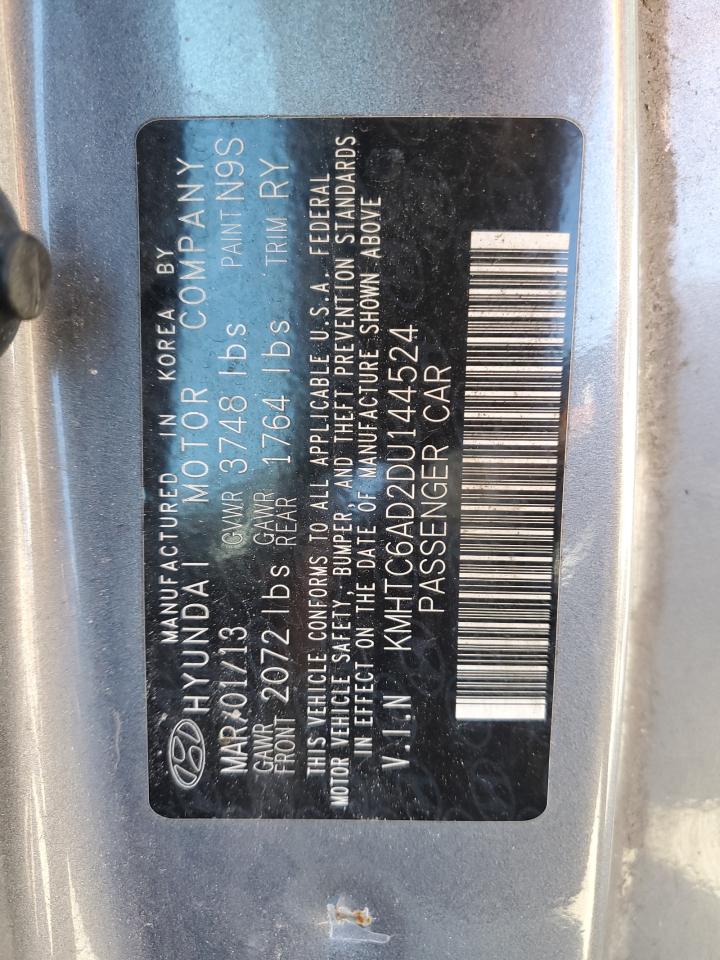 MANUFACTURED IN KOREA BY
HYUNDAI MOTOR COMPANY
MAR/01/13 GVWR 3748 lbs PAINT N9S
GAWR FRONT 2072 lbs GAWR REAR 1764 lbs TRIM RY
THIS VEHICLE CONFORMS TO ALL APPLICABLE U.S.A. FEDERAL
MOTOR VEHICLE SAFETY, BUMPER, AND THEFT PREVENTION STANDARDS
IN EFFECT ON THE DATE OF MANUFACTURE SHOWN ABOVE
V.I.N KMHTC6AD2DU144524
PASSENGER CAR